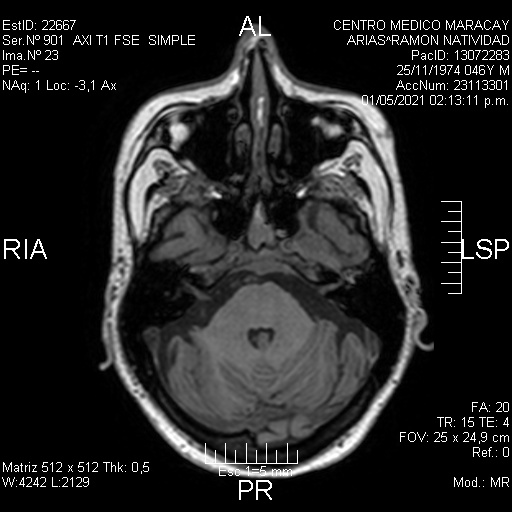 EstID: 22667
Ser.Nº 901 AXI T1 FSE SIMPLE
Ima.Nº 23
PE= --
NAq: 1 Loc: -3,1 Ax
AL
CENTRO MEDICO MARACAY
ARIAS^RAMON NATIVIDAD
PacID: 13072283
25/11/1974 046Y M
AccNum: 23113301
01/05/2021 02:13:11 p.m.
RIA
LSP
FA: 20
TR: 15 TE: 4
FOV: 25 x 24,9 cm
Ref.: 0
Matriz 512 x 512 Thk: 0,5
W:4242 L:2129
Esc 1=5 mm
PR
Mod.: MR